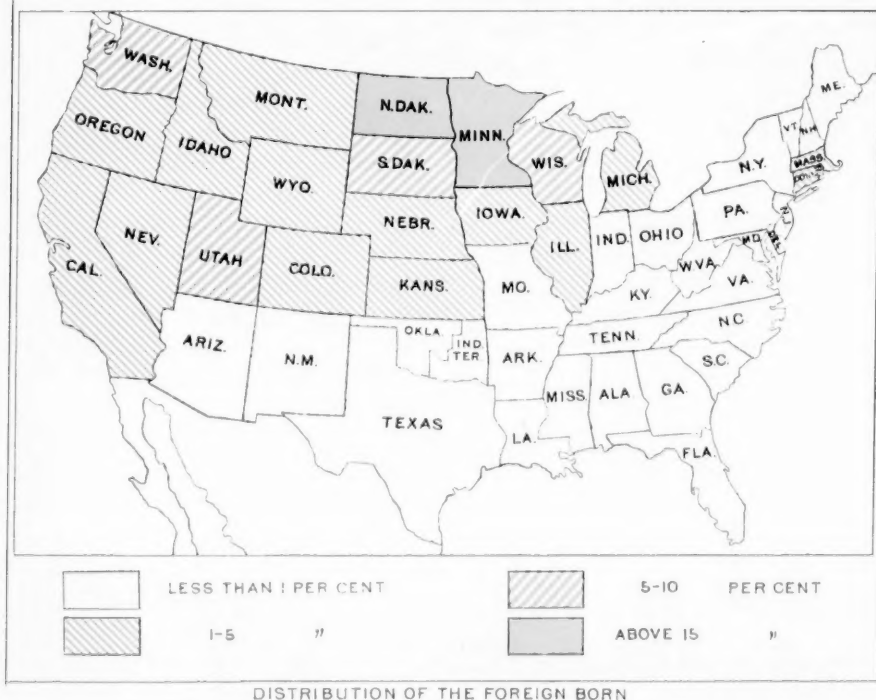 WASH.
MONT.
N.DAK.
MINN.
ME.
OREGON
IDAHO
VT.
N.H.
WYO.
S.DAK.
WIS.
MICH.
N.Y.
MASS.
NEBR.
IOWA.
PA.
N.J.
NEV.
UTAH
COLO.
ILL.
IND.
OHIO
MD.
DEL.
CAL.
KANS.
MO.
W.VA.
VA.
KY.
ARIZ.
N.M.
OKLA.
IND. TER.
ARK.
TENN.
N.C.
S.C.
MISS.
ALA.
GA.
TEXAS
LA.
FLA.
LESS THAN 1 PER CENT
5-10 PER CENT
1-5 "
ABOVE 15 "
DISTRIBUTION OF THE FOREIGN BORN